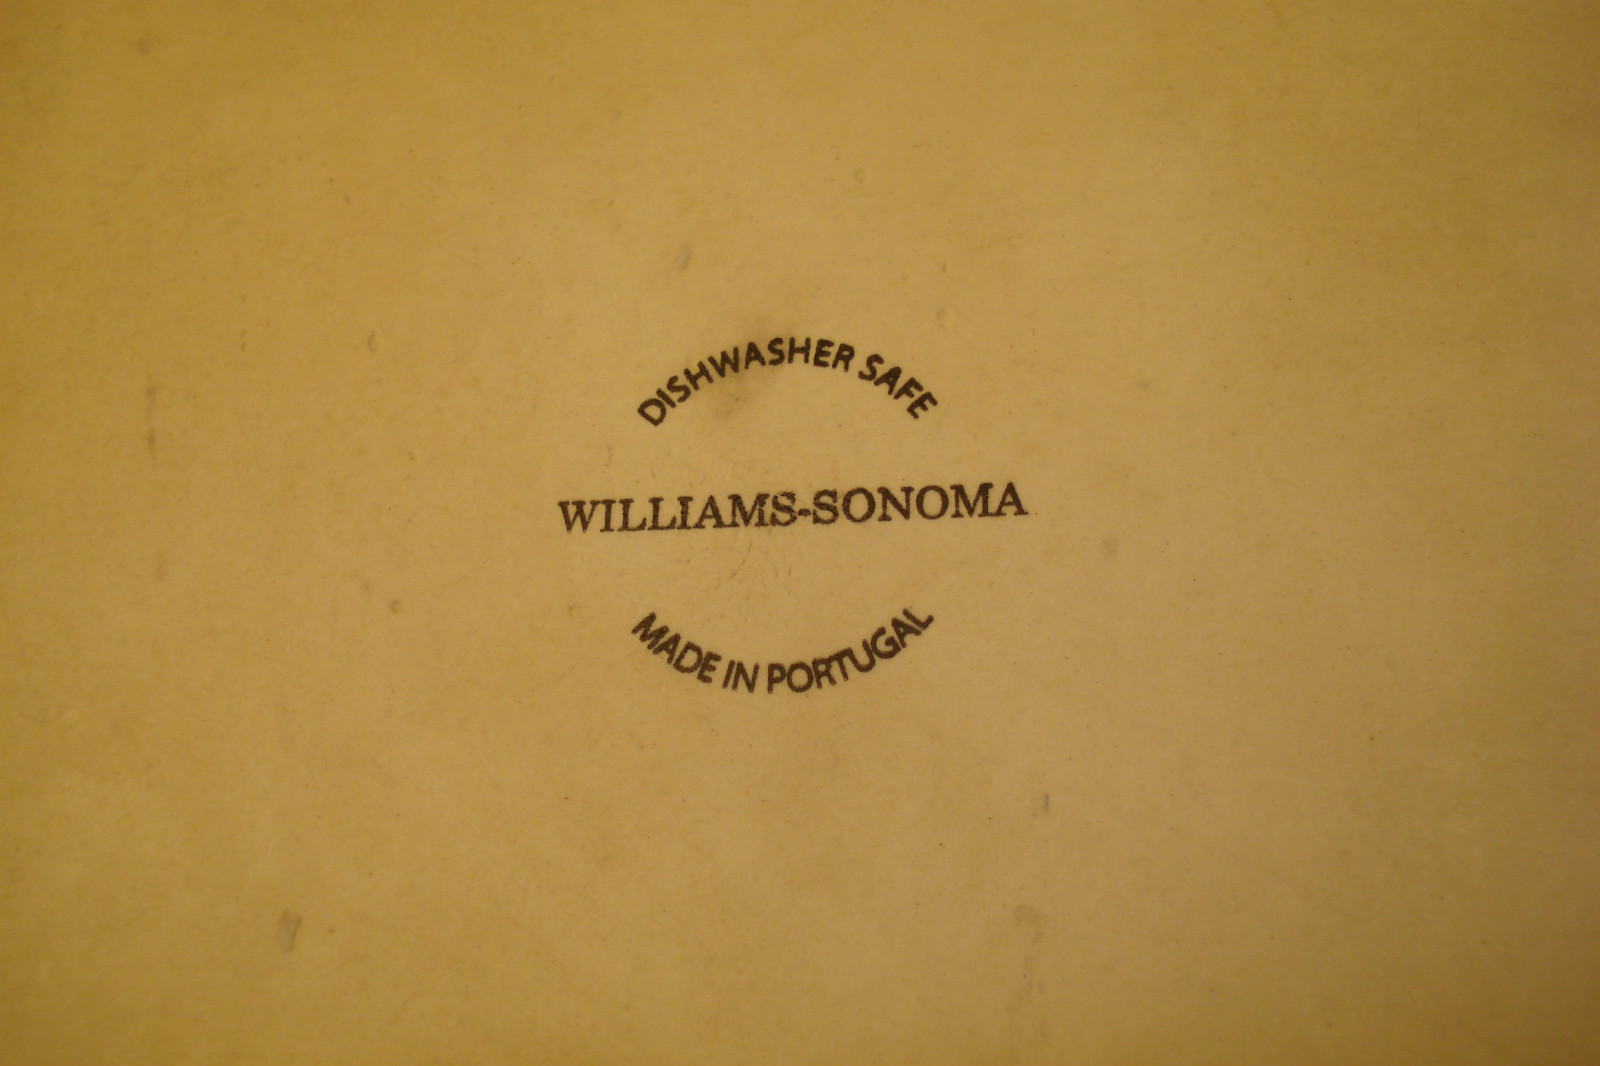 DISHWASHER SAFE
WILLIAMS-SONOMA
MADE IN PORTUGAL